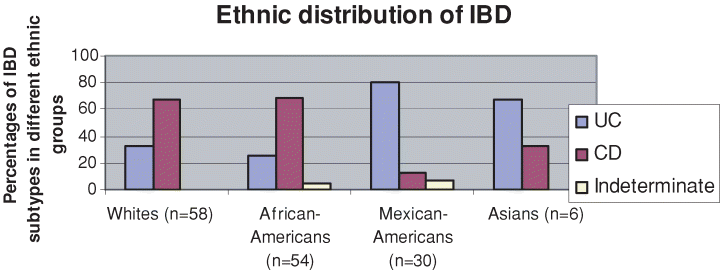 Ethnic distribution of IBD
Percentages of IBD
subtypes in different ethnic
groups
100
80
60
40
20
0
Whites (n=58)
African-
Americans
(n=54)
Mexican-
Americans
(n=30)
Asians (n=6)
UC
CD
Indeterminate